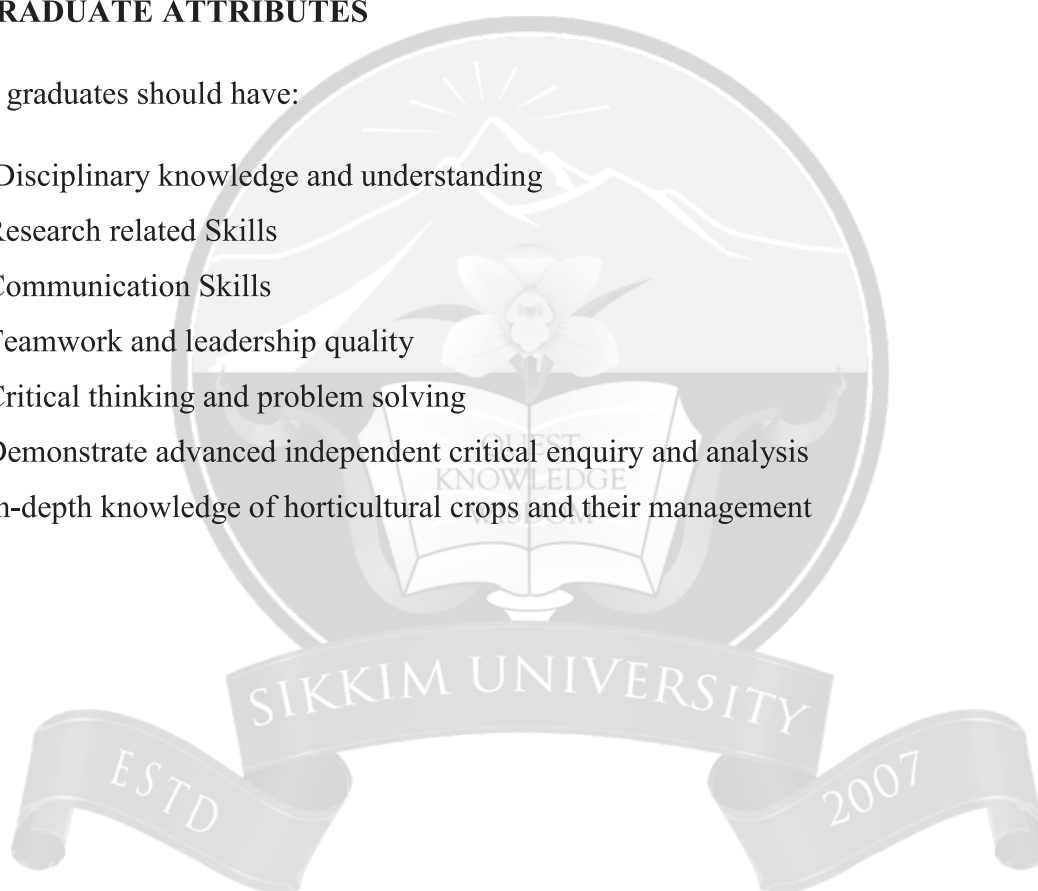 RADUATE ATTRIBUTES
graduates should have:
Disciplinary knowledge and understanding
Research related Skills
Communication Skills
Teamwork and leadership quality
Critical thinking and problem solving
Demonstrate advanced independent critical enquiry and analysis
n-depth knowledge of horticultural crops and their management
QUEST
KNOWLEDGE
WISDOM
SIKKIM UNIVERSITY
ESTD
2007